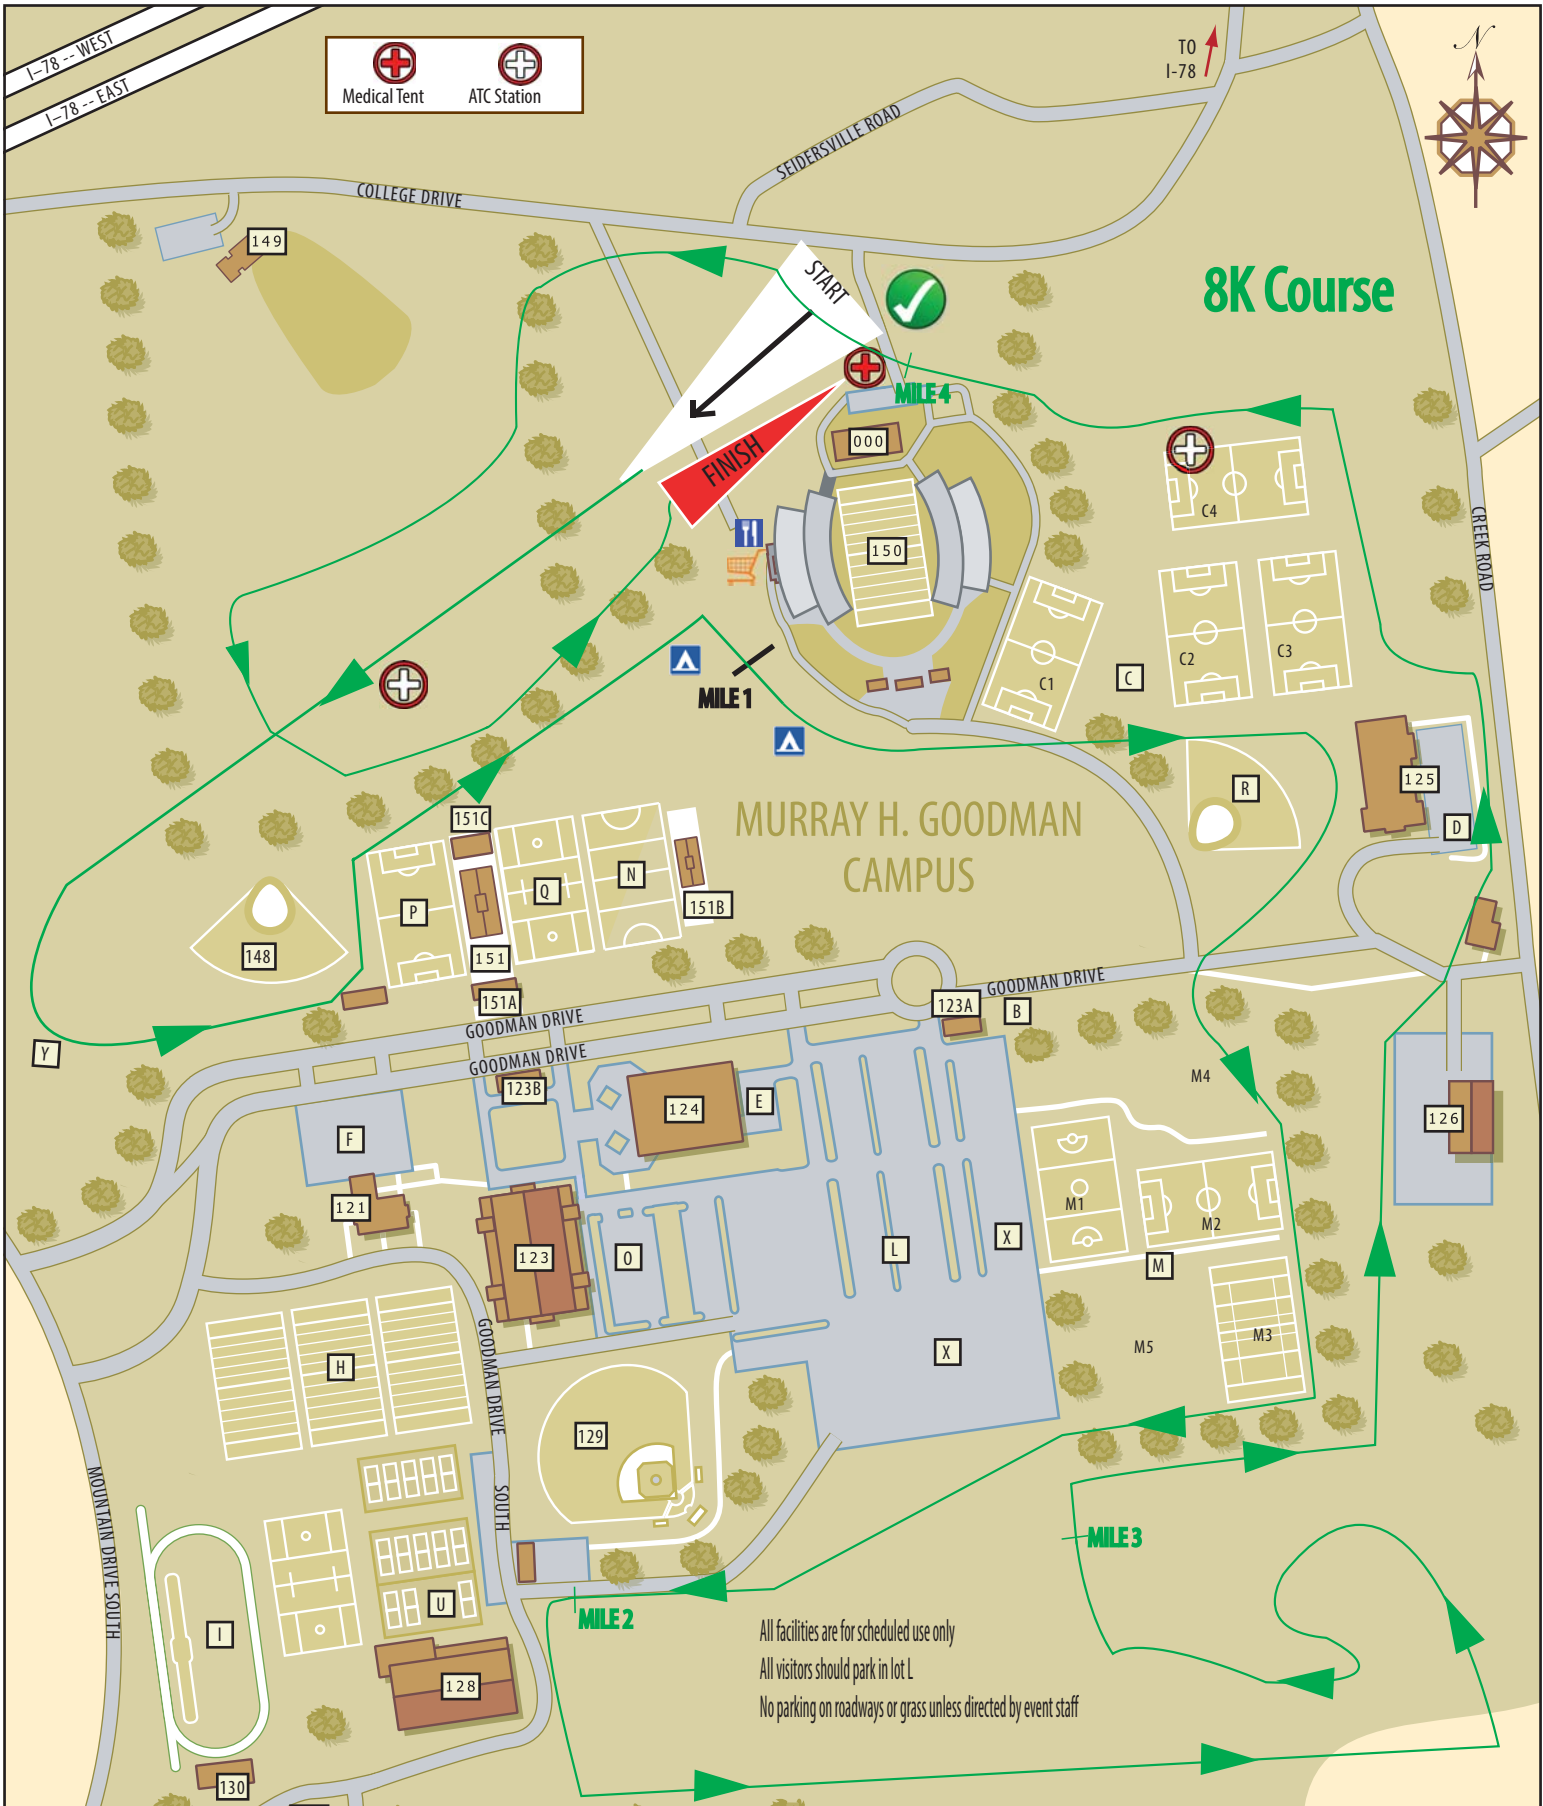 I-78 -- WEST
I-78 -- EAST
Medical Tent
ATC Station
TO
I-78
N
COLLEGE DRIVE
SEIDERSVILLE ROAD
8K Course
149
START
MILE 4
FINISH
000
150
C4
CREEK ROAD
C2
C3
C1
C
MILE 1
R
125
D
MURRAY H. GOODMAN
CAMPUS
151C
P
Q
N
151B
148
151
151A
GOODMAN DRIVE
GOODMAN DRIVE
GOODMAN DRIVE
123A
B
Y
123B
124
E
M4
F
126
121
M1
M2
123
O
L
X
M
H
GOODMAN DRIVE
SOUTH
X
M5
M3
129
MOUNTAIN DRIVE SOUTH
MILE 3
U
I
MILE 2
All facilities are for scheduled use only
All visitors should park in lot L
No parking on roadways or grass unless directed by event staff
128
130